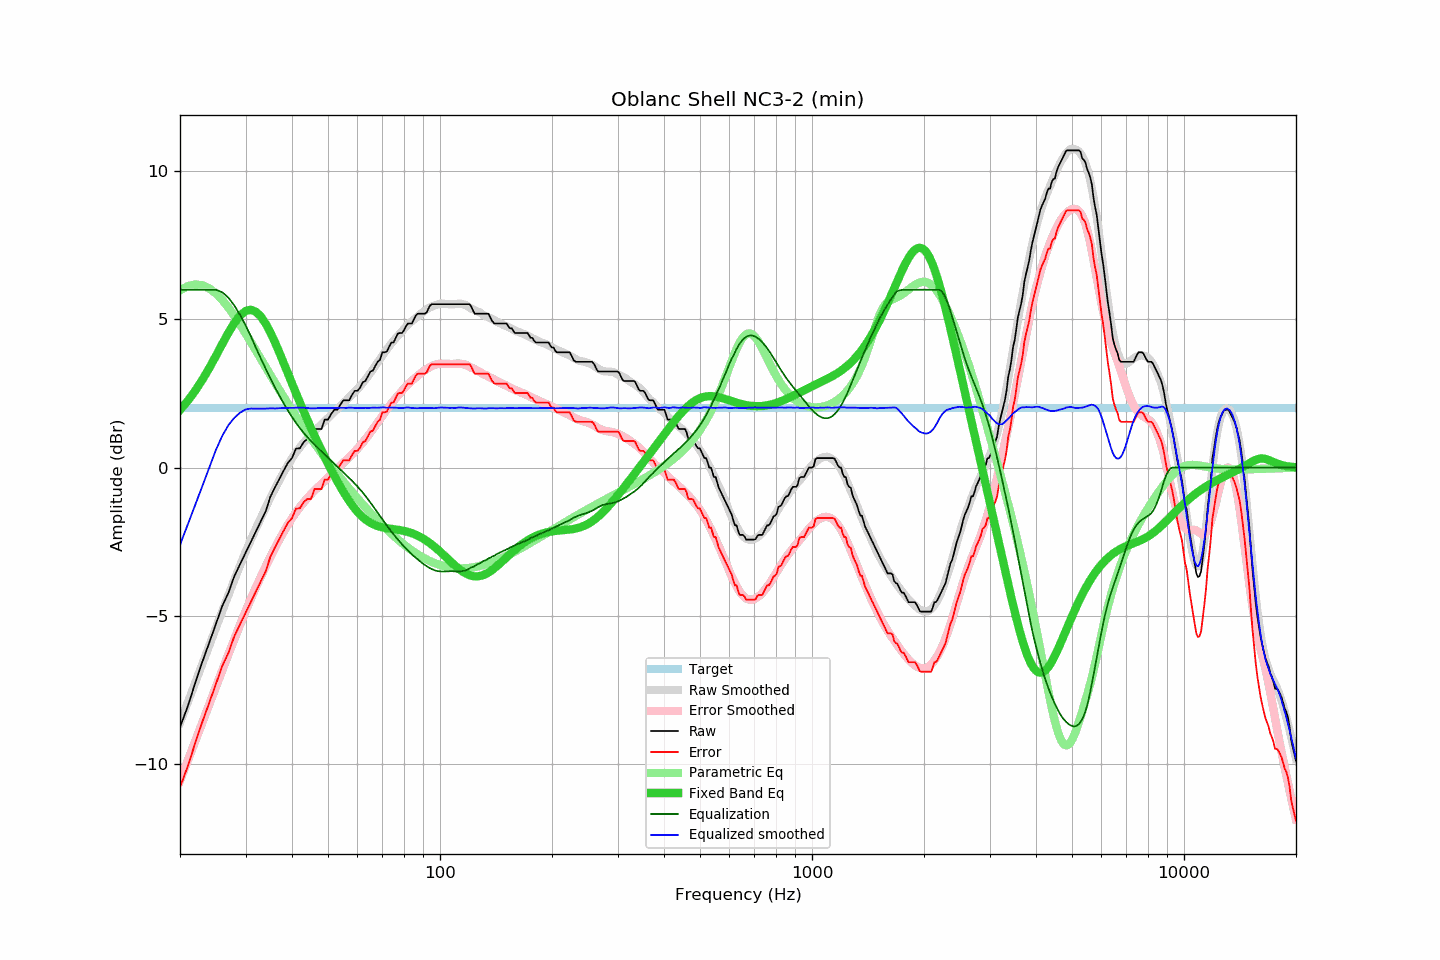 Oblanc Shell NC3-2 (min)
10
5
0
−5
−10
Amplitude (dBr)
Target
Raw Smoothed
Error Smoothed
Raw
Error
Parametric Eq
Fixed Band Eq
Equalization
Equalized smoothed
100
1000
10000
Frequency (Hz)